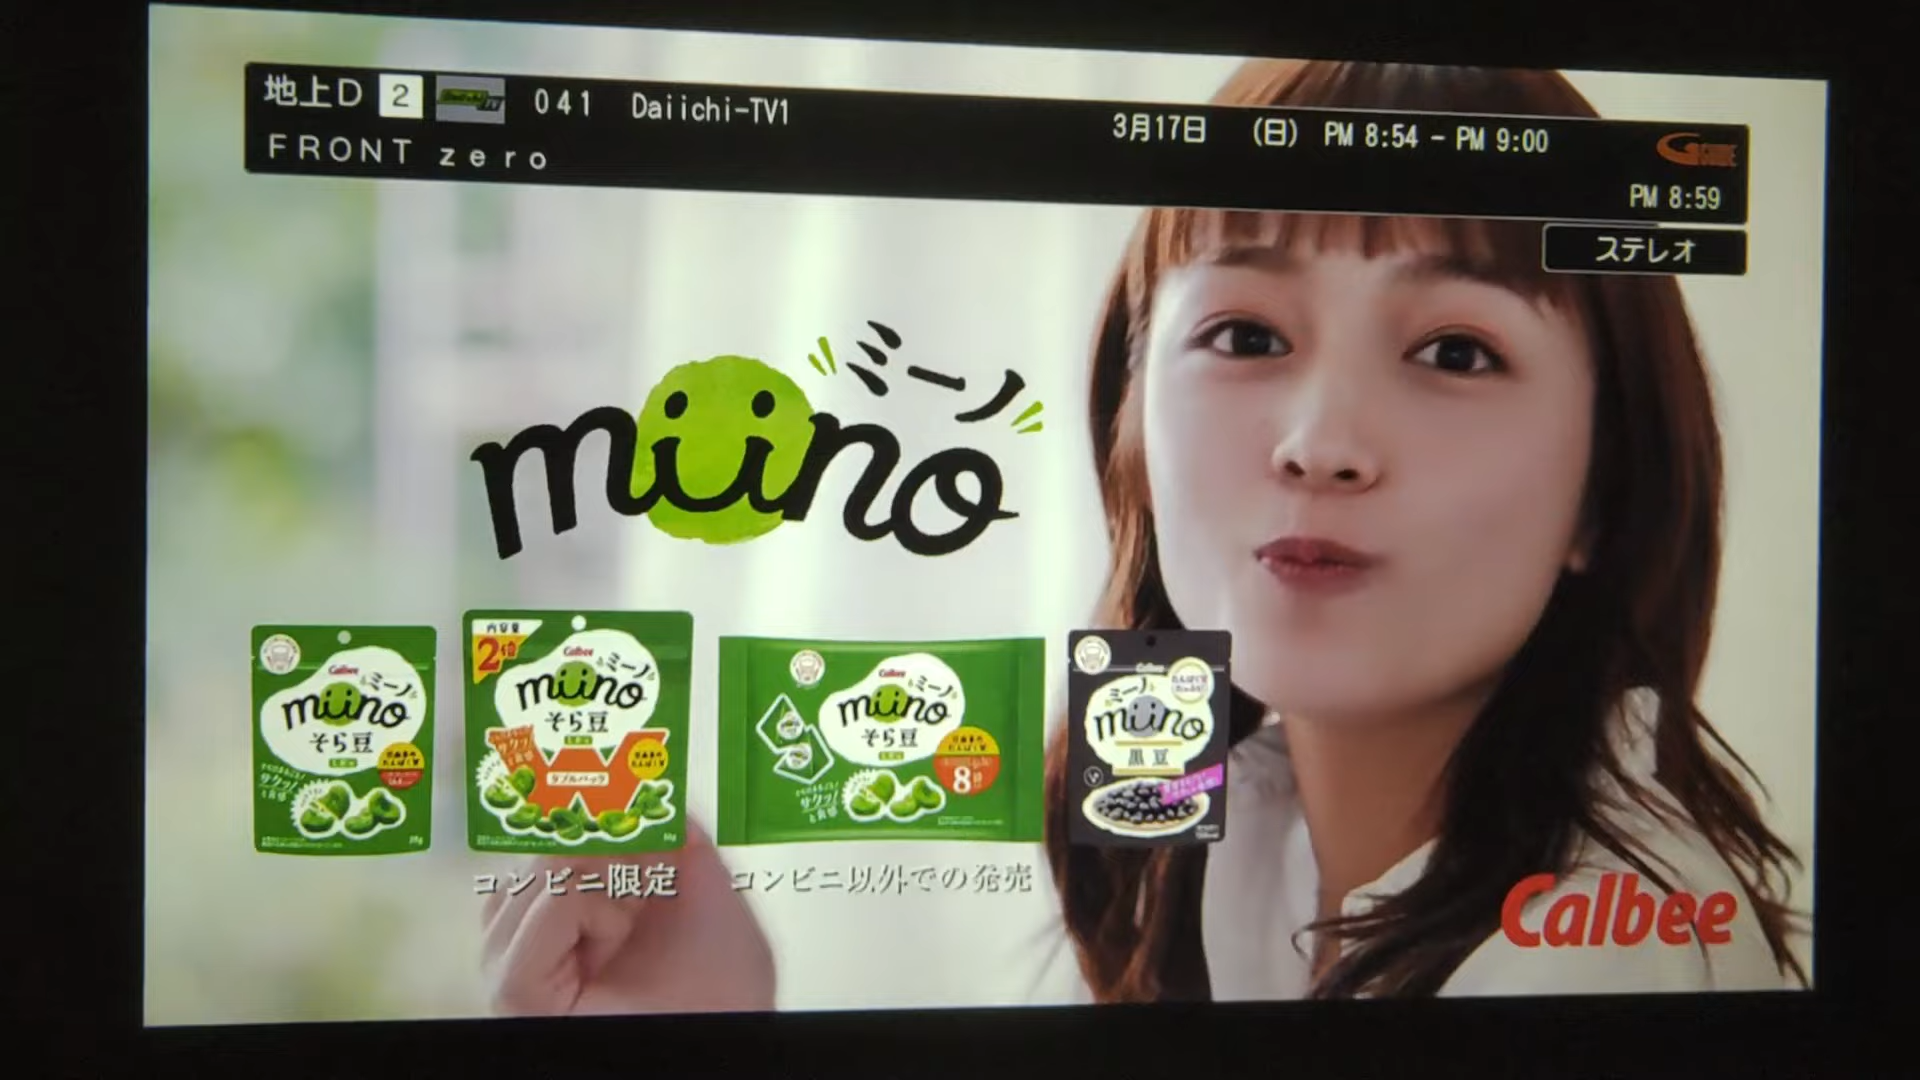 地上D 2 041 Daiichi-TV1 3月17日 (日) PM 8:54 - PM 9:00
FRONT zero
PM 8:59
ステレオ
ミーノ
miino
Calbee
miino
ミーノ
そら豆
サクッ!
内容量
2倍
Calbee
miino
ミーノ
そら豆
ダブルパック
Calbee
miino
ミーノ
そら豆
8
Calbee
ミーノ
miino
黒豆
コンビニ限定
コンビニ以外での発売
Calbee